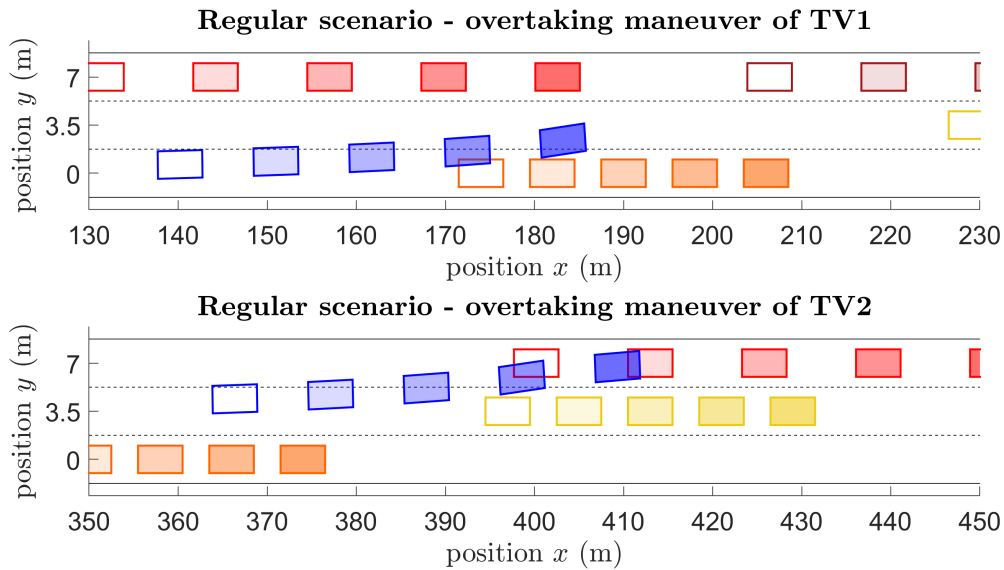 Regular scenario - overtaking maneuver of TV1
position y (m)
7
3.5
0
130 140 150 160 170 180 190 200 210 220 230
position x (m)
Regular scenario - overtaking maneuver of TV2
position y (m)
7
3.5
0
350 360 370 380 390 400 410 420 430 440 450
position x (m)